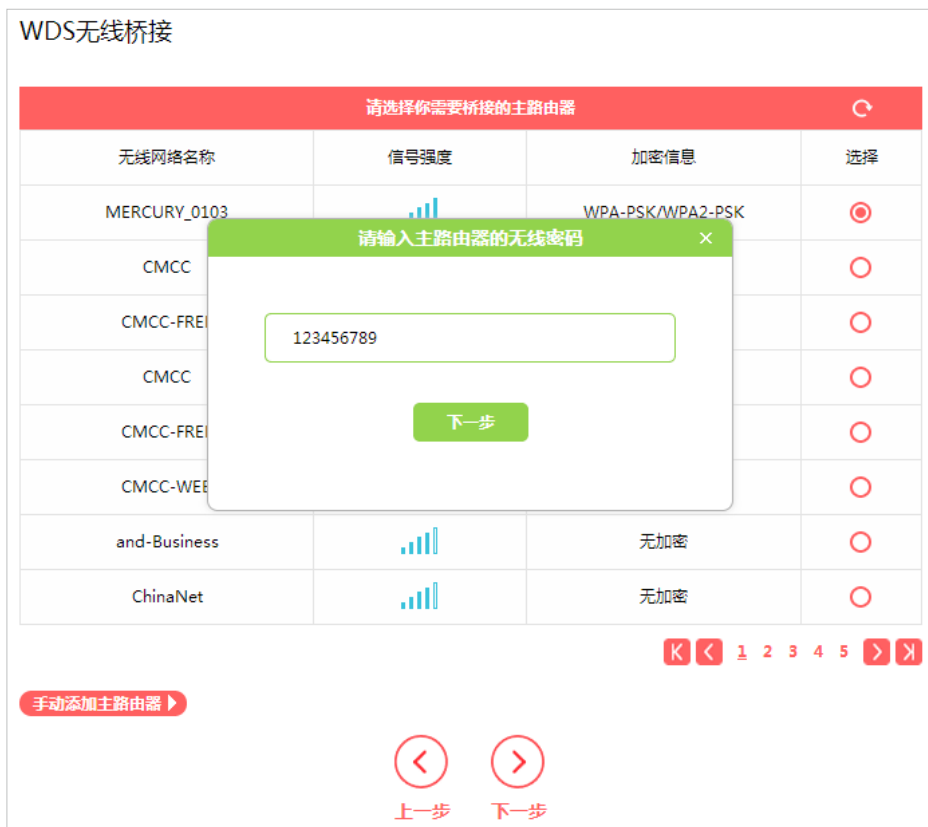 WDS无线桥接
请选择你需要桥接的主路由器
无线网络名称 信号强度 加密信息 选择
MERCURY_0103 WPA-PSK/WPA2-PSK
请输入主路由器的无线密码 ×
CMCC
CMCC-FRE
123456789
CMCC
CMCC-FRE
下一步
CMCC-WE
and-Business 无加密
ChinaNet 无加密
1 2 3 4 5
手动添加主路由器
上一步 下一步